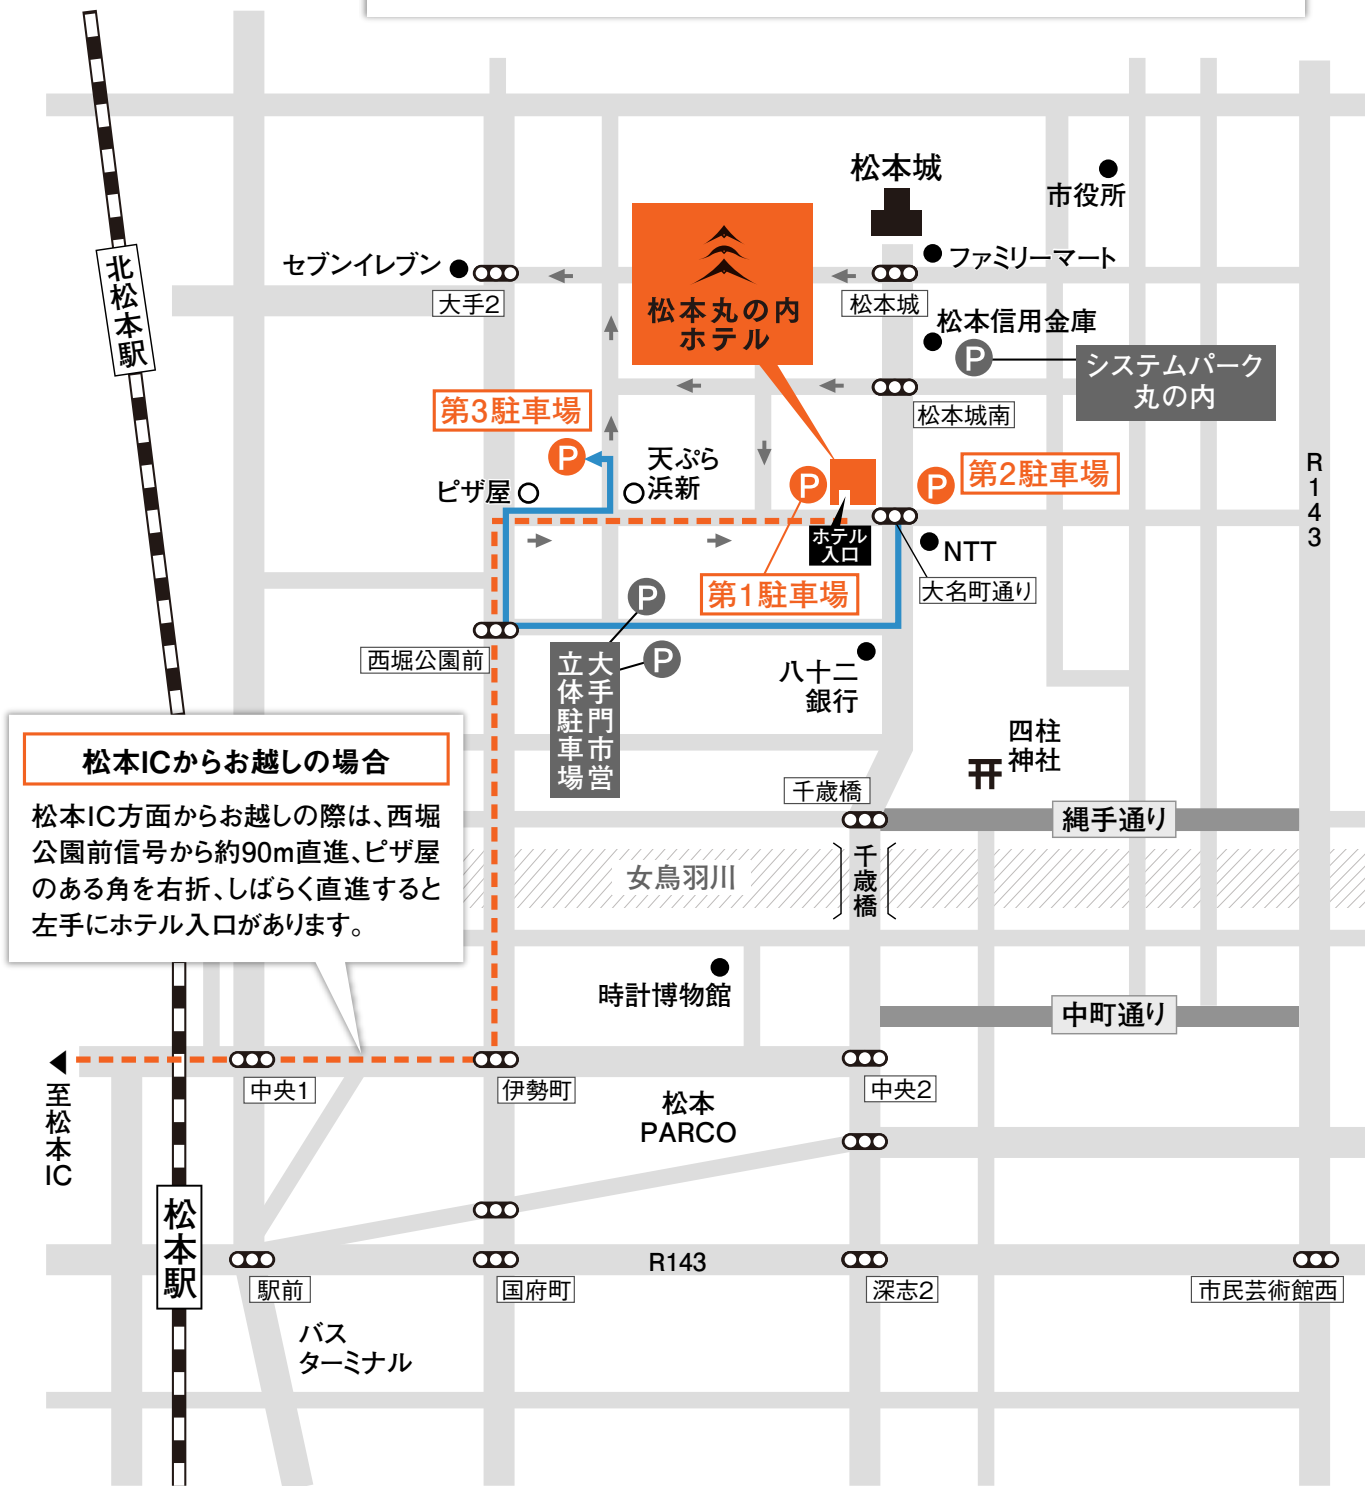 松本城
市役所
北松本駅
セブンイレブン
ファミリーマート
大手2
松本城
松本丸の内
ホテル
松本信用金庫
P
システムパーク
丸の内
松本城南
第3駐車場
P
天ぷら
浜新
ピザ屋
P
P
第2駐車場
R143
ホテル
入口
NTT
大名町通り
第1駐車場
P
P
西堀公園前
大手門市営
立体駐車場
八十二
銀行
四柱
神社
松本ICからお越しの場合
松本IC方面からお越しの際は、西堀
公園前信号から約90m直進、ピザ屋
のある角を右折、しばらく直進すると
左手にホテル入口があります。
千歳橋
縄手通り
女鳥羽川
千歳橋
時計博物館
中町通り
至松本IC
中央1
伊勢町
松本
PARCO
中央2
松本駅
駅前
国府町
R143
深志2
市民芸術館西
バス
ターミナル